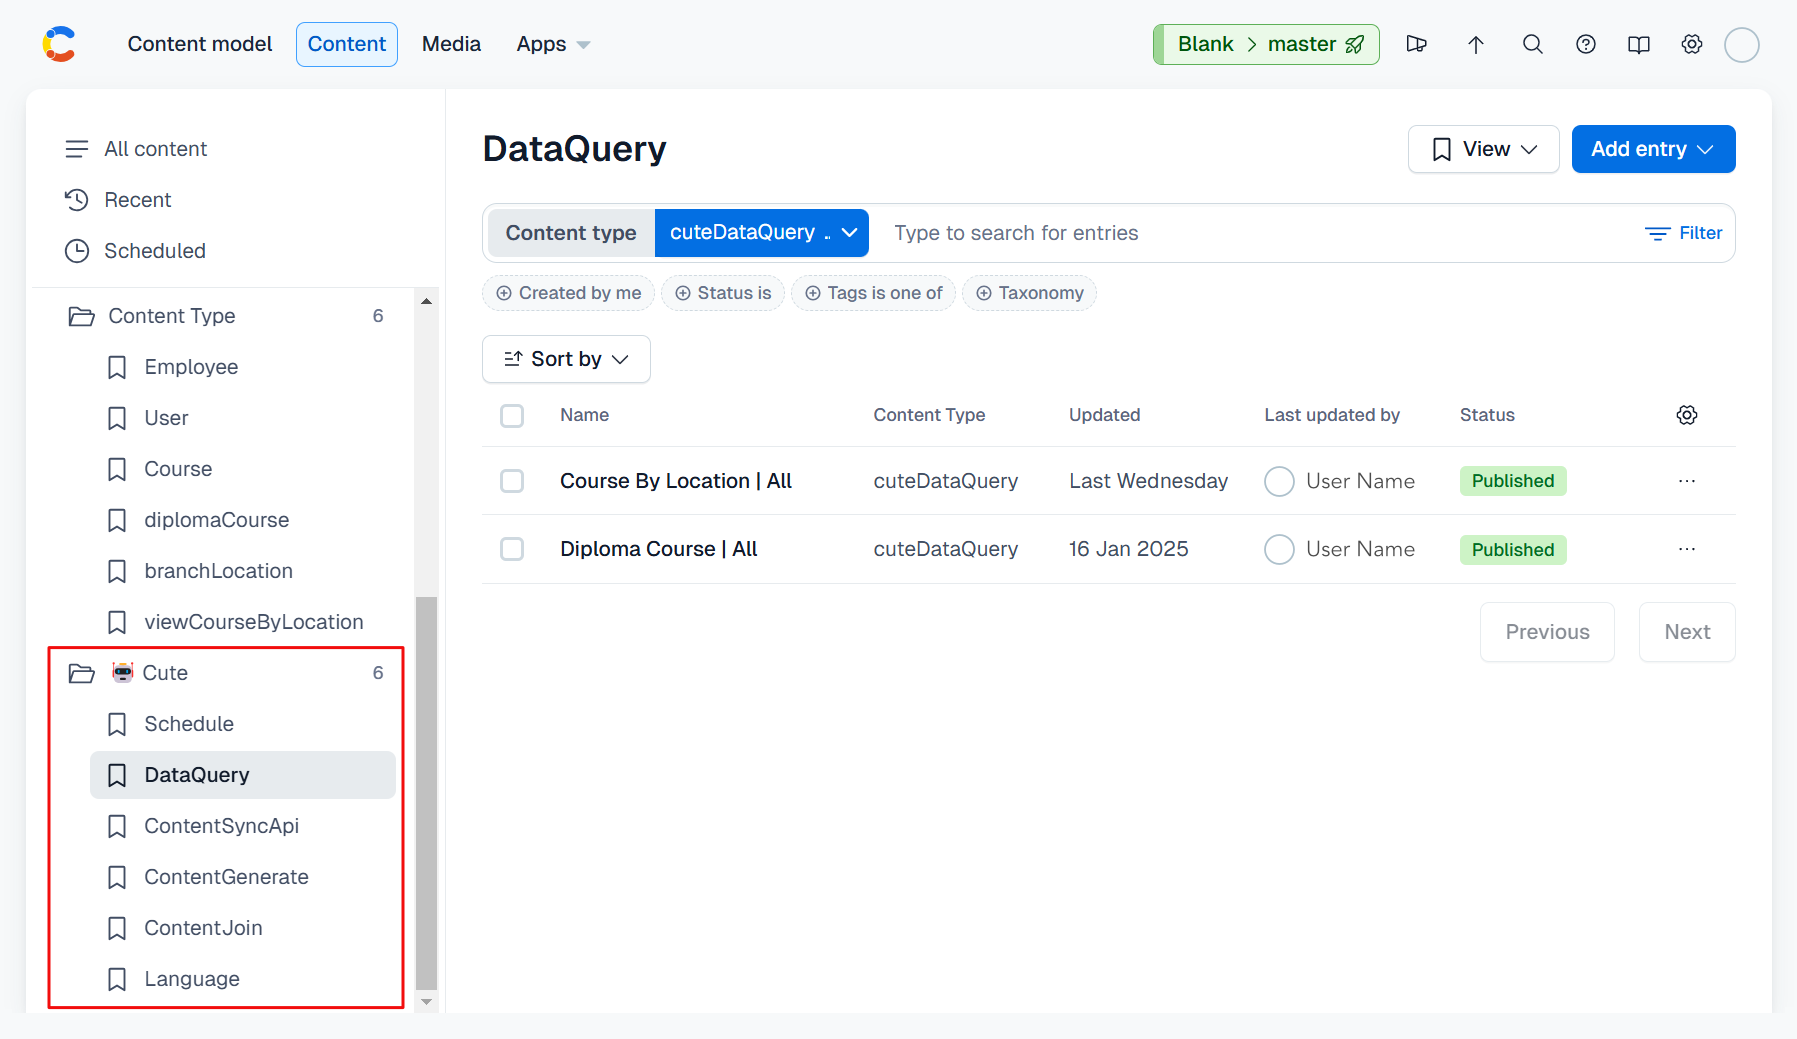 Content model Content Media Apps Blank > master
All content
Recent
Scheduled
Content Type 6
Employee
User
Course
diplomaCourse
branchLocation
viewCourseByLocation
Cute 6
Schedule
DataQuery
ContentSyncApi
ContentGenerate
ContentJoin
Language
DataQuery View Add entry
Content type cuteDataQuery .. Type to search for entries Filter
Created by me Status is Tags is one of Taxonomy
Sort by
Name Content Type Updated Last updated by Status
Course By Location | All cuteDataQuery Last Wednesday User Name Published ...
Diploma Course | All cuteDataQuery 16 Jan 2025 User Name Published ...
Previous Next